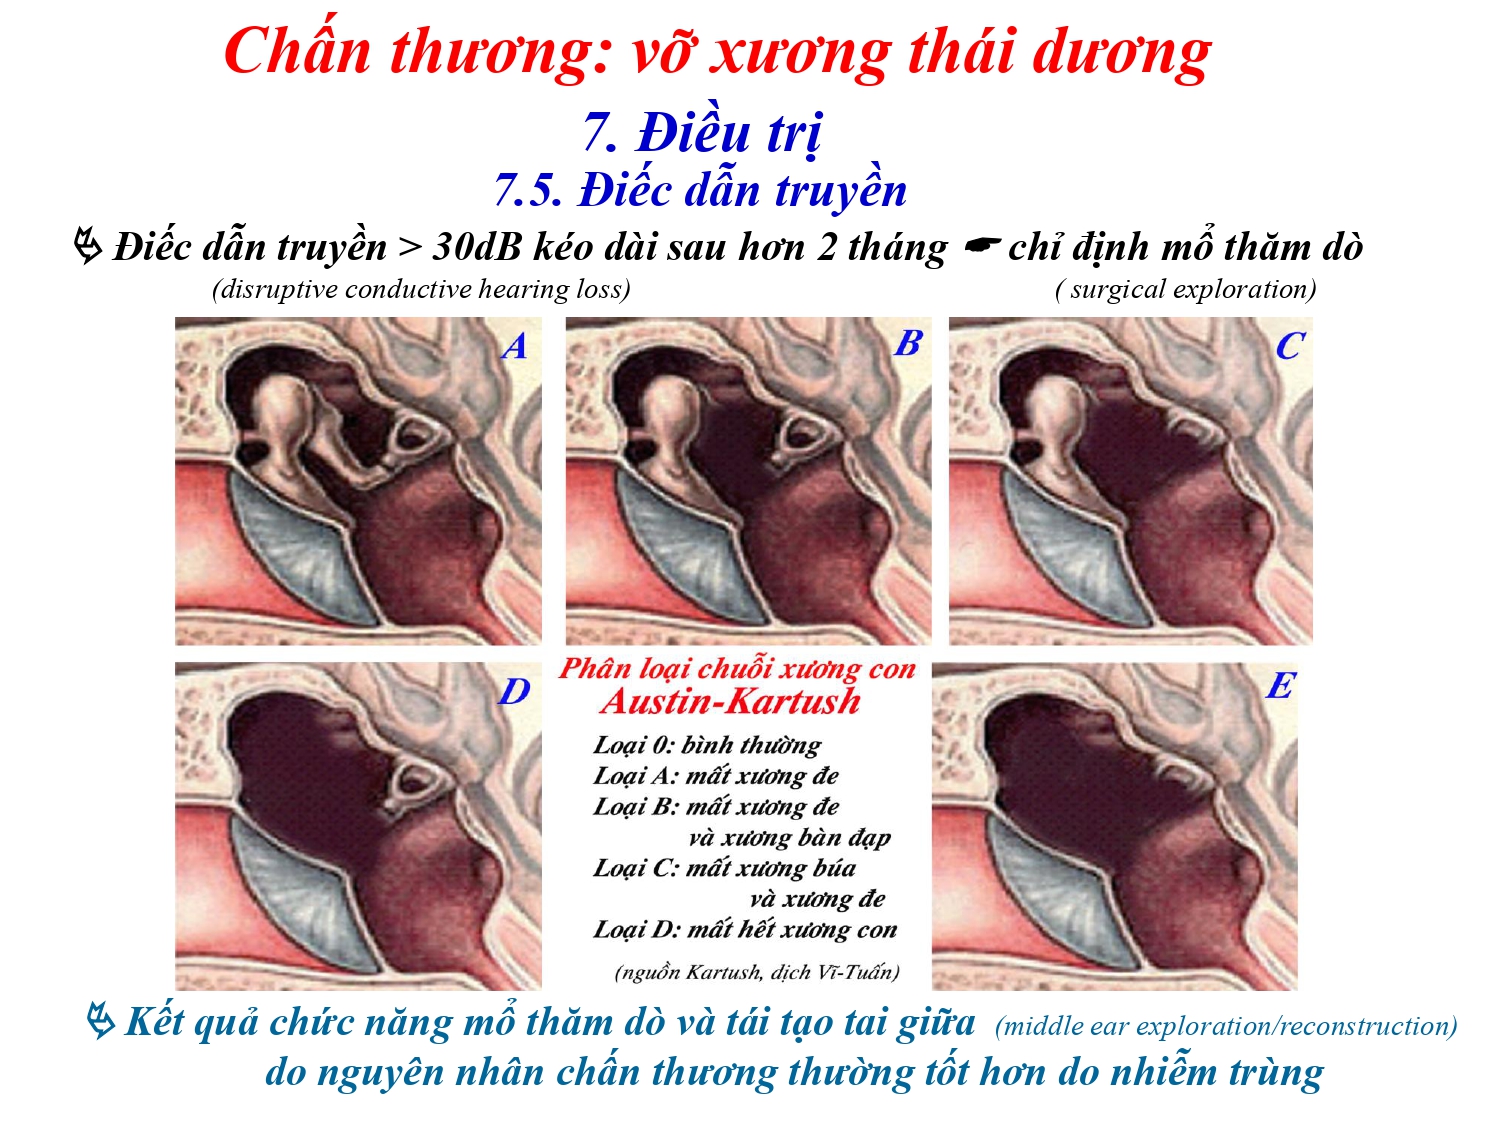 Chấn thương: vỡ xương thái dương
7. Điều trị
7.5. Điếc dẫn truyền
Điếc dẫn truyền > 30dB kéo dài sau hơn 2 tháng ☛ chỉ định mổ thăm dò
(disruptive conductive hearing loss) ( surgical exploration)
A B C
D E
Phân loại chuỗi xương con
Austin-Kartush
Loại 0: bình thường
Loại A: mất xương đe
Loại B: mất xương đe
và xương bàn đạp
Loại C: mất xương búa
và xương đe
Loại D: mất hết xương con
(nguồn Kartush, dịch Vĩ-Tuấn)
Kết quả chức năng mổ thăm dò và tái tạo tai giữa (middle ear exploration/reconstruction)
do nguyên nhân chấn thương thường tốt hơn do nhiễm trùng